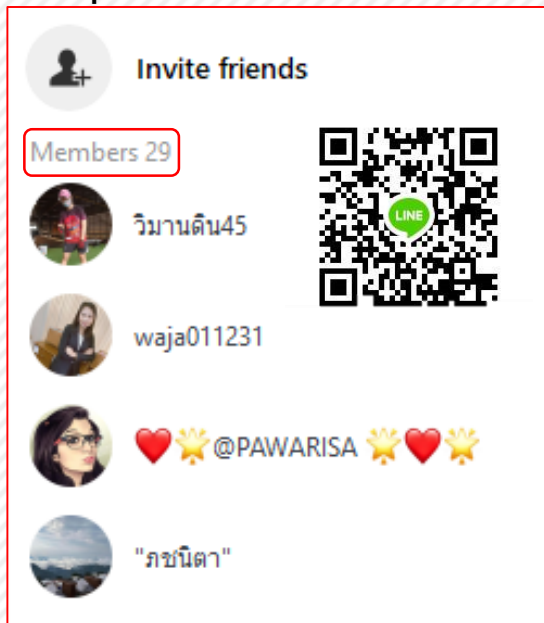 Invite friends
Members 29
LINE
วิมานดิน45
waja011231
❤️🌟@PAWARISA 🌟❤️🌟
"ภชนิตา"